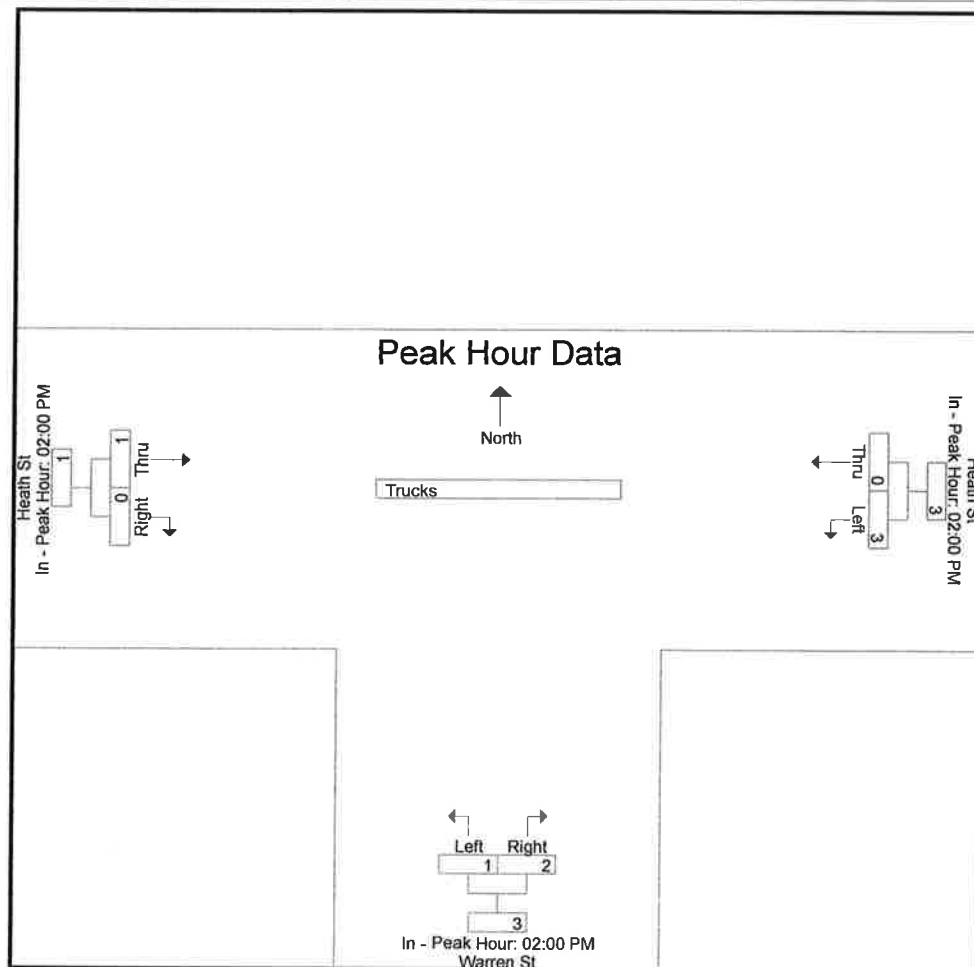 Peak Hour Data
North
Trucks
Heath St
In - Peak Hour: 02:00 PM
1
1
0
Thru
Right
Thru
Left
0
3
3
In - Peak Hour: 02:00 PM
Heath St
Left Right
1 2
3
In - Peak Hour: 02:00 PM
Warren St